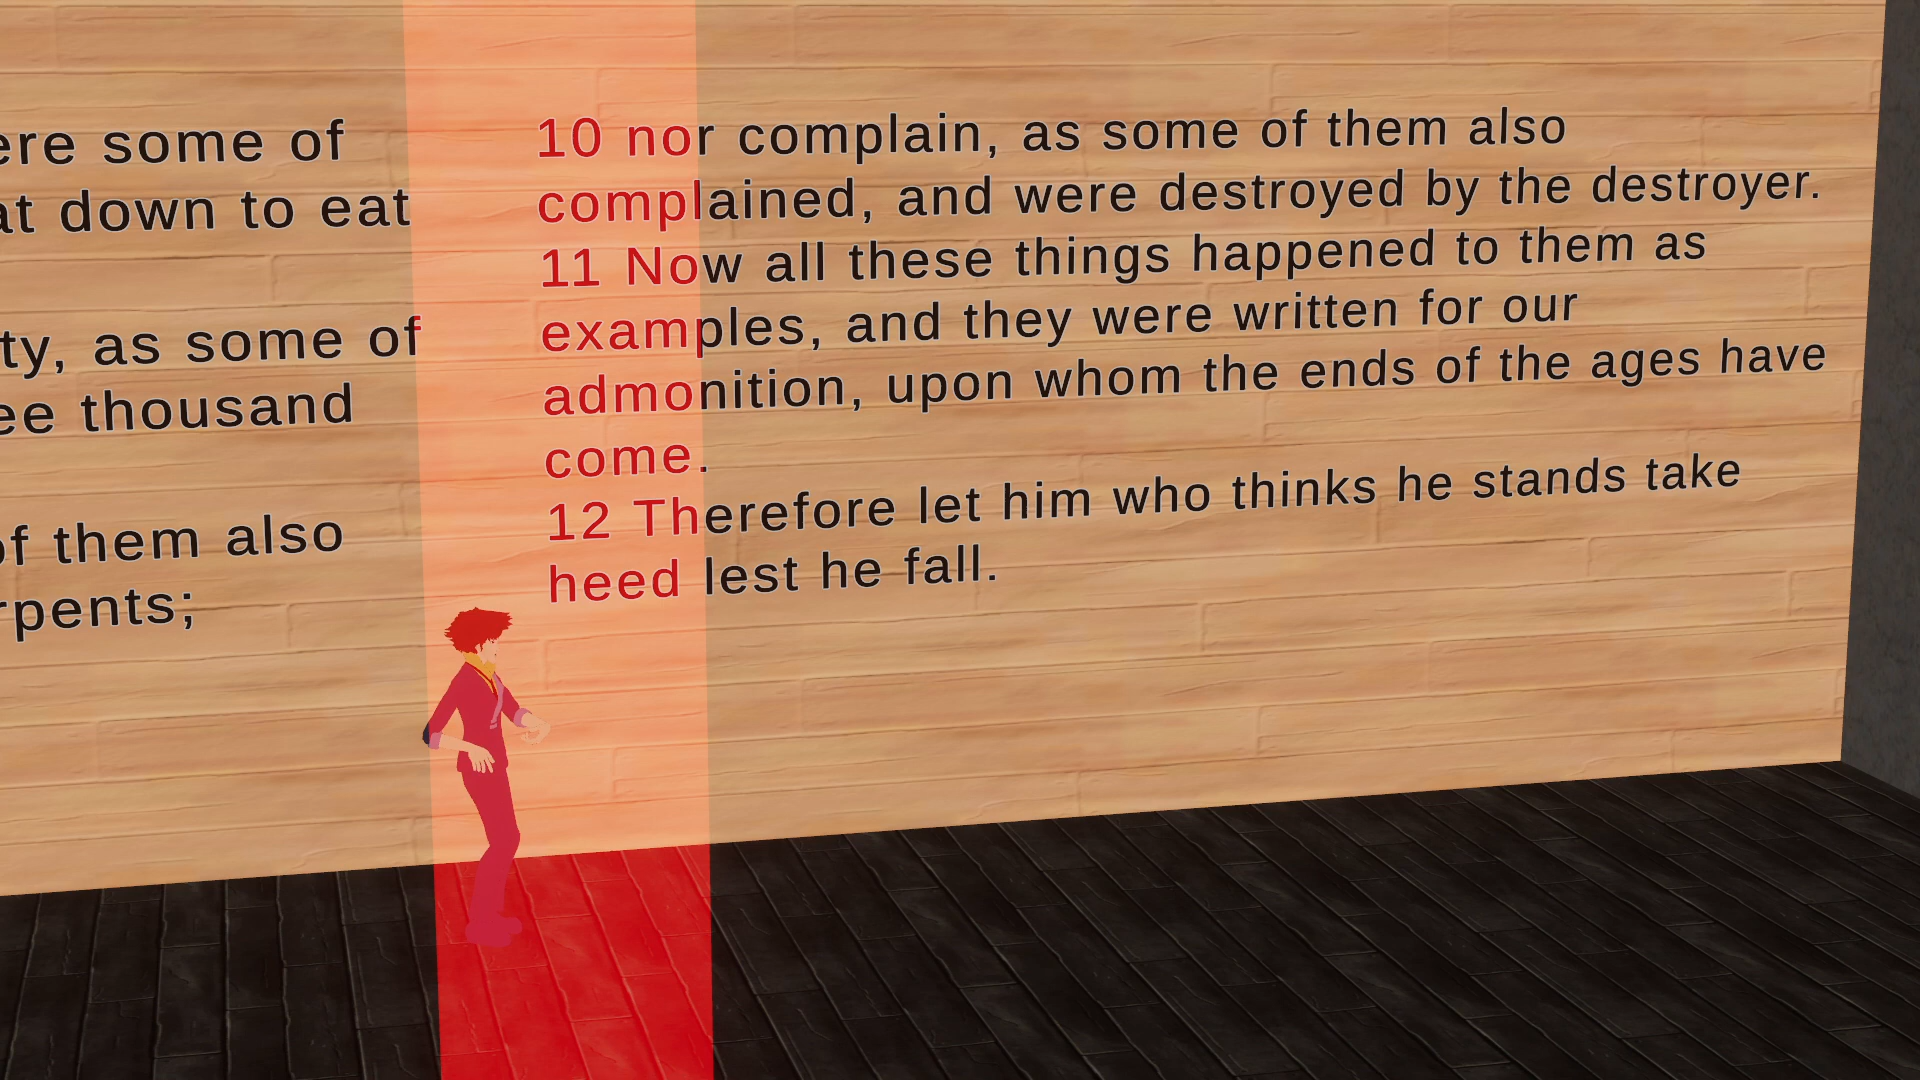 ere some of
at down to eat
ty, as some of
ee thousand
of them also
rpents;
10 nor complain, as some of them also
complained, and were destroyed by the destroyer.
11 Now all these things happened to them as
examples, and they were written for our
admonition, upon whom the ends of the ages have
come.
12 Therefore let him who thinks he stands take
heed lest he fall.